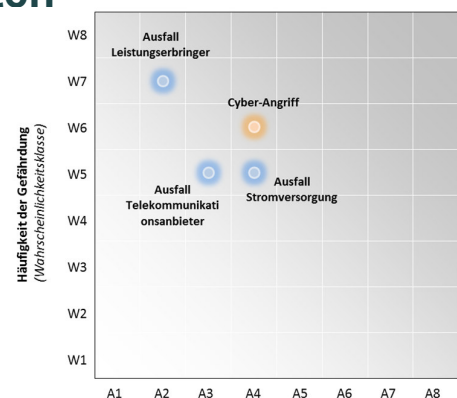 W8
Ausfall
Leistungserbringer
W7
Cyber-Angriff
W6
W5
Ausfall
Stromversorgung
Ausfall
Telekommunikati
onsanbieter
W4
W3
W2
W1
Häufigkeit der Gefährdung
(Wahrscheinlichkeitsklasse)
A1 A2 A3 A4 A5 A6 A7 A8